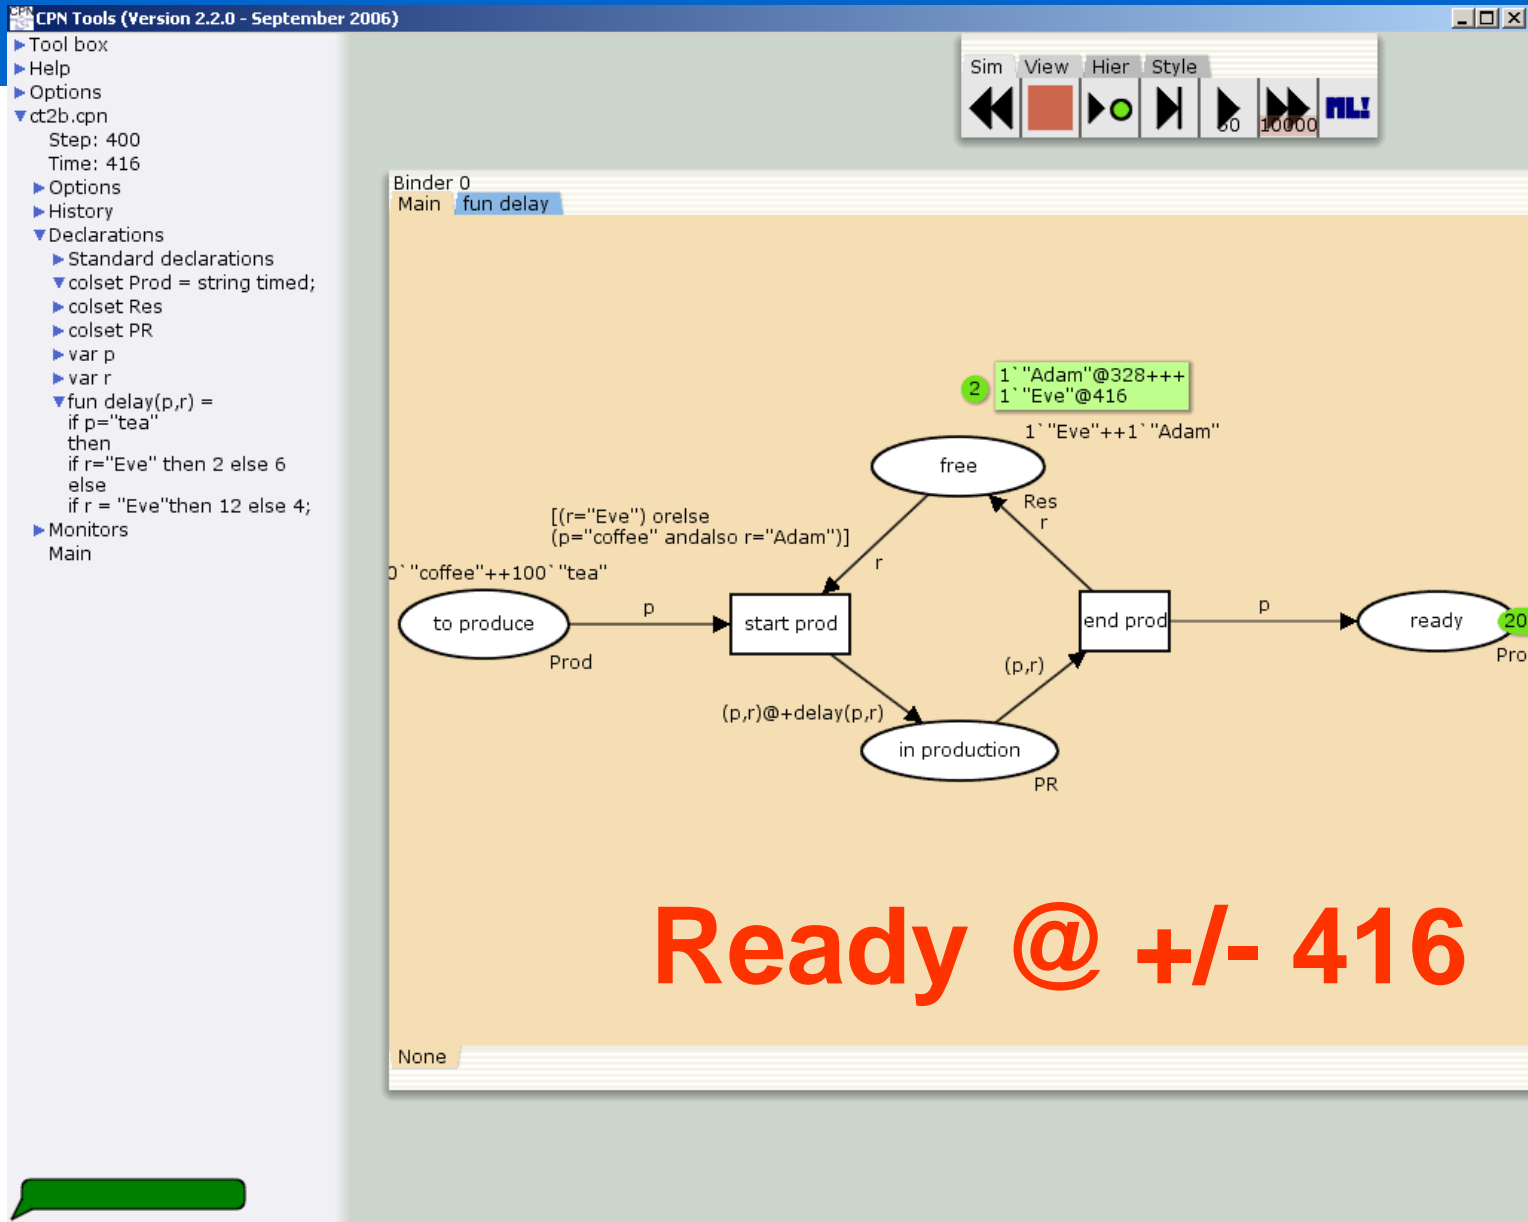 CPN Tools (Version 2.2.0 - September 2006)
Tool box
Help
Options
ct2b.cpn
Step: 400
Time: 416
Options
History
Declarations
Standard declarations
colset Prod = string timed;
colset Res
colset PR
var p
var r
fun delay(p,r) =
if p="tea"
then
if r="Eve" then 2 else 6
else
if r = "Eve"then 12 else 4;
Monitors
Main
Sim View Hier Style
50 10000 ML!
Binder 0
Main fun delay
2
1`"Adam"@328+++
1`"Eve"@416
1`"Eve"++1`"Adam"
free
Res
r
[(r="Eve") orelse
(p="coffee" andalso r="Adam")]
r
0`"coffee"++100`"tea"
to produce
p
start prod
end prod
p
ready
20
Prod
(p,r)
Pro
(p,r)@+delay(p,r)
in production
PR
Ready @ +/- 416
None